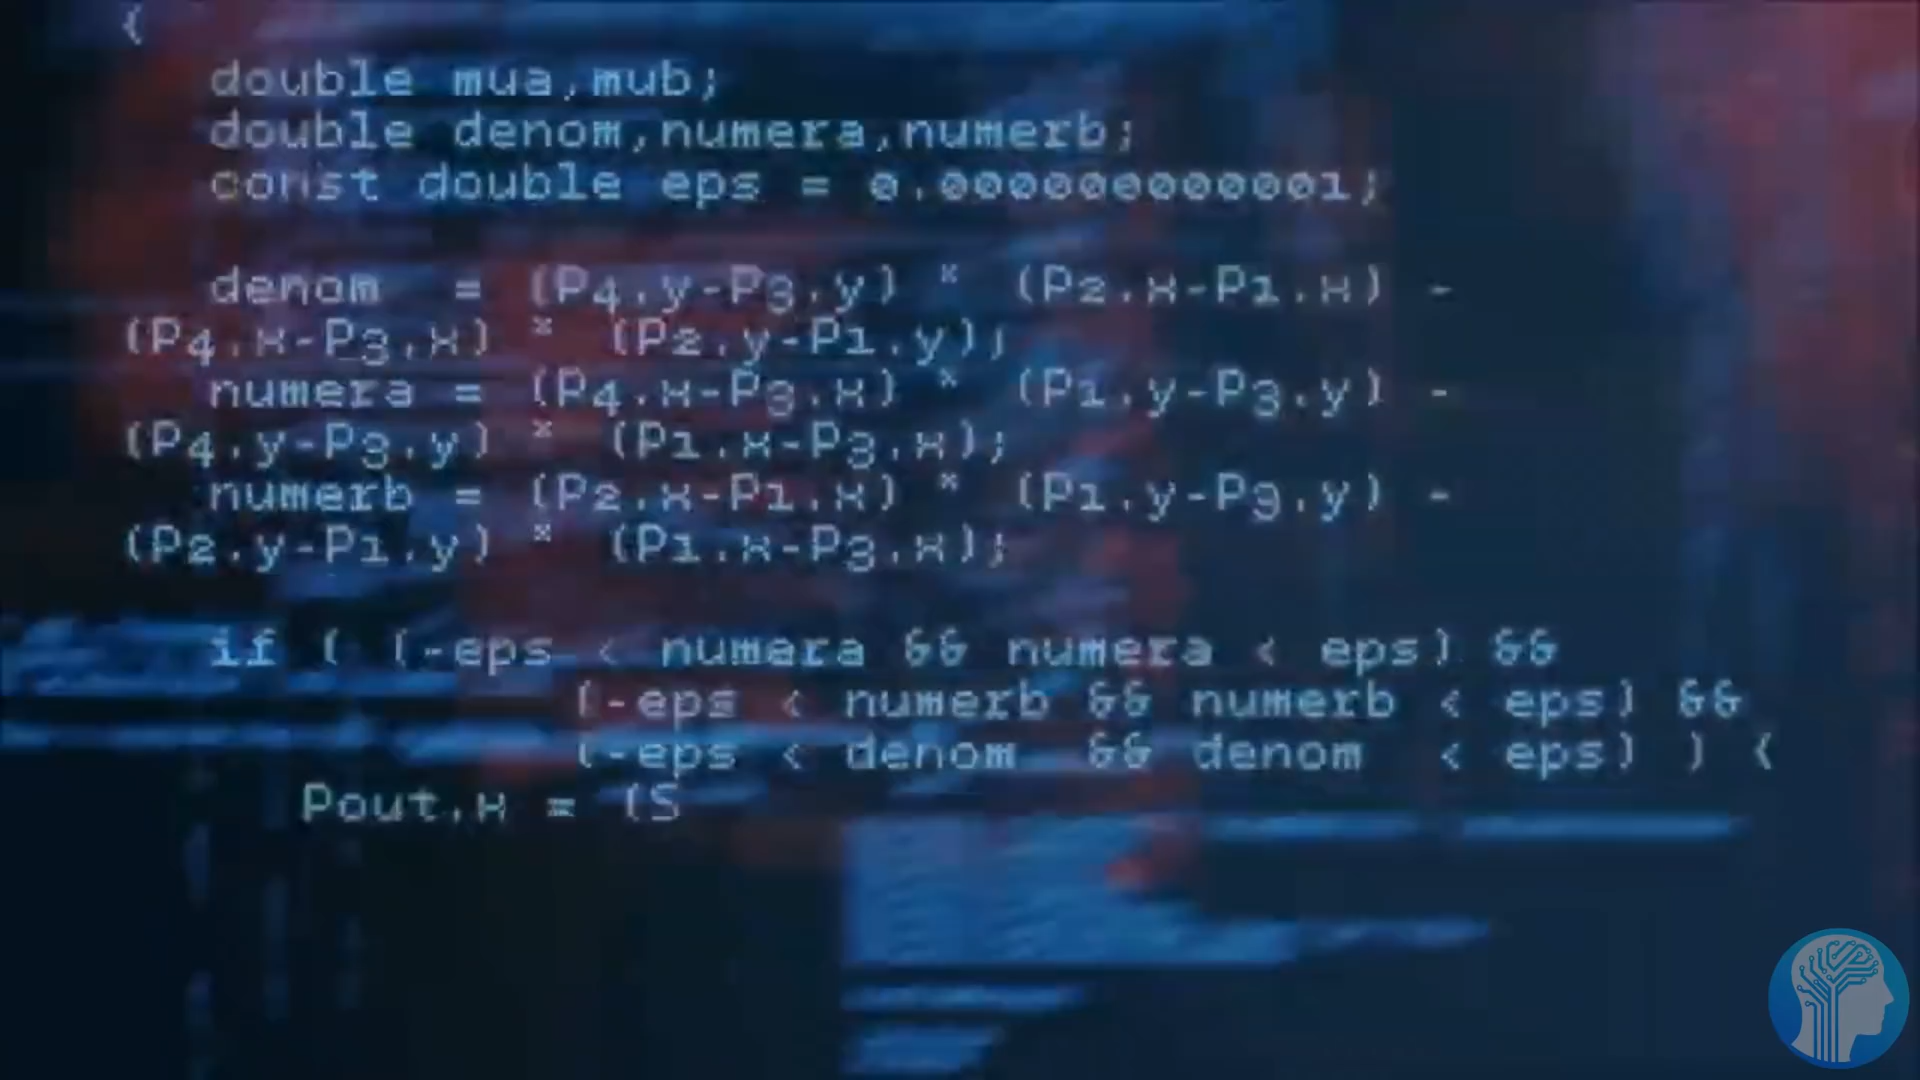 {
double mua,mub;
double denom,numera,numerb;
const double eps = 0.000000000001;
denom = (P4.y-P3.y) * (P2.x-P1.x) -
(P4.x-P3.x) * (P2.y-P1.y);
numera = (P4.x-P3.x) * (P1.y-P3.y) -
(P4.y-P3.y) * (P1.x-P3.x);
numerb = (P2.x-P1.x) * (P1.y-P3.y) -
(P2.y-P1.y) * (P1.x-P3.x);
if ( (-eps < numera && numera < eps) &&
(-eps < numerb && numerb < eps) &&
(-eps < denom && denom < eps) ) {
Pout.x = (S